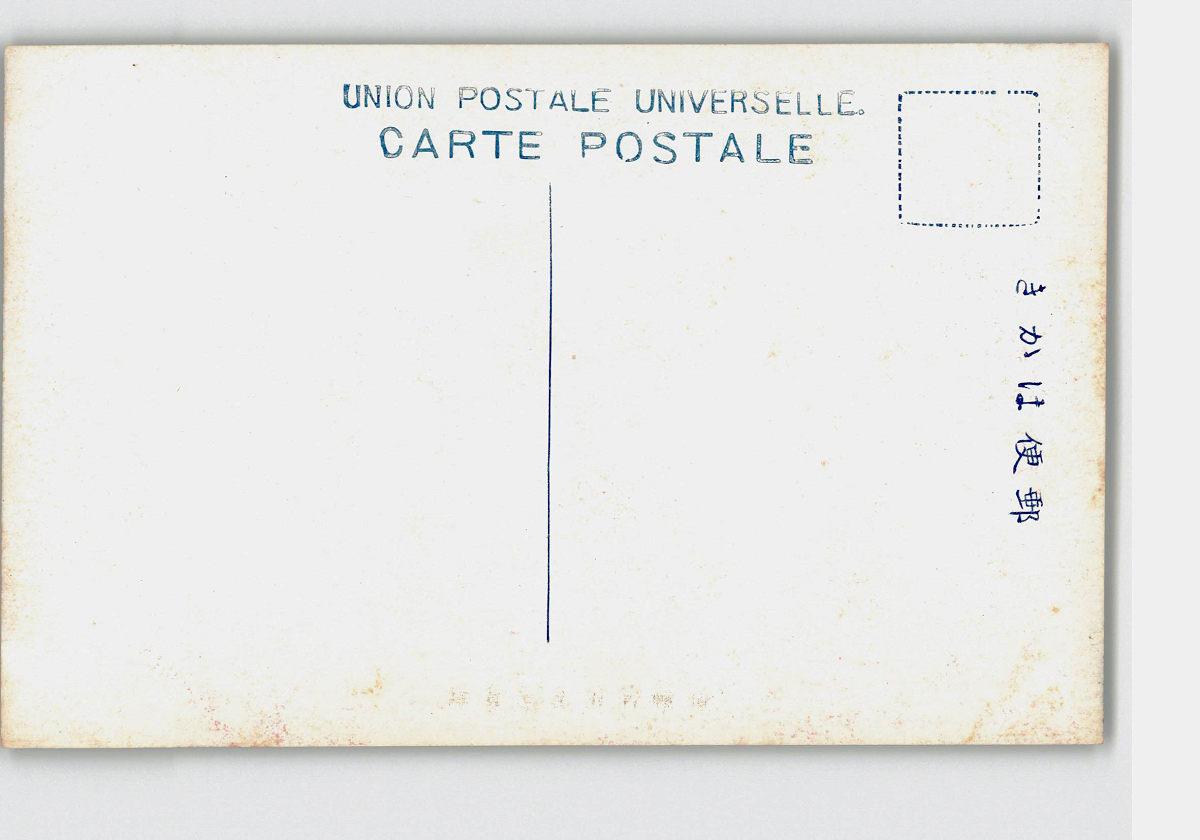 UNION POSTALE UNIVERSELLE.
CARTE POSTALE
きかは便郵